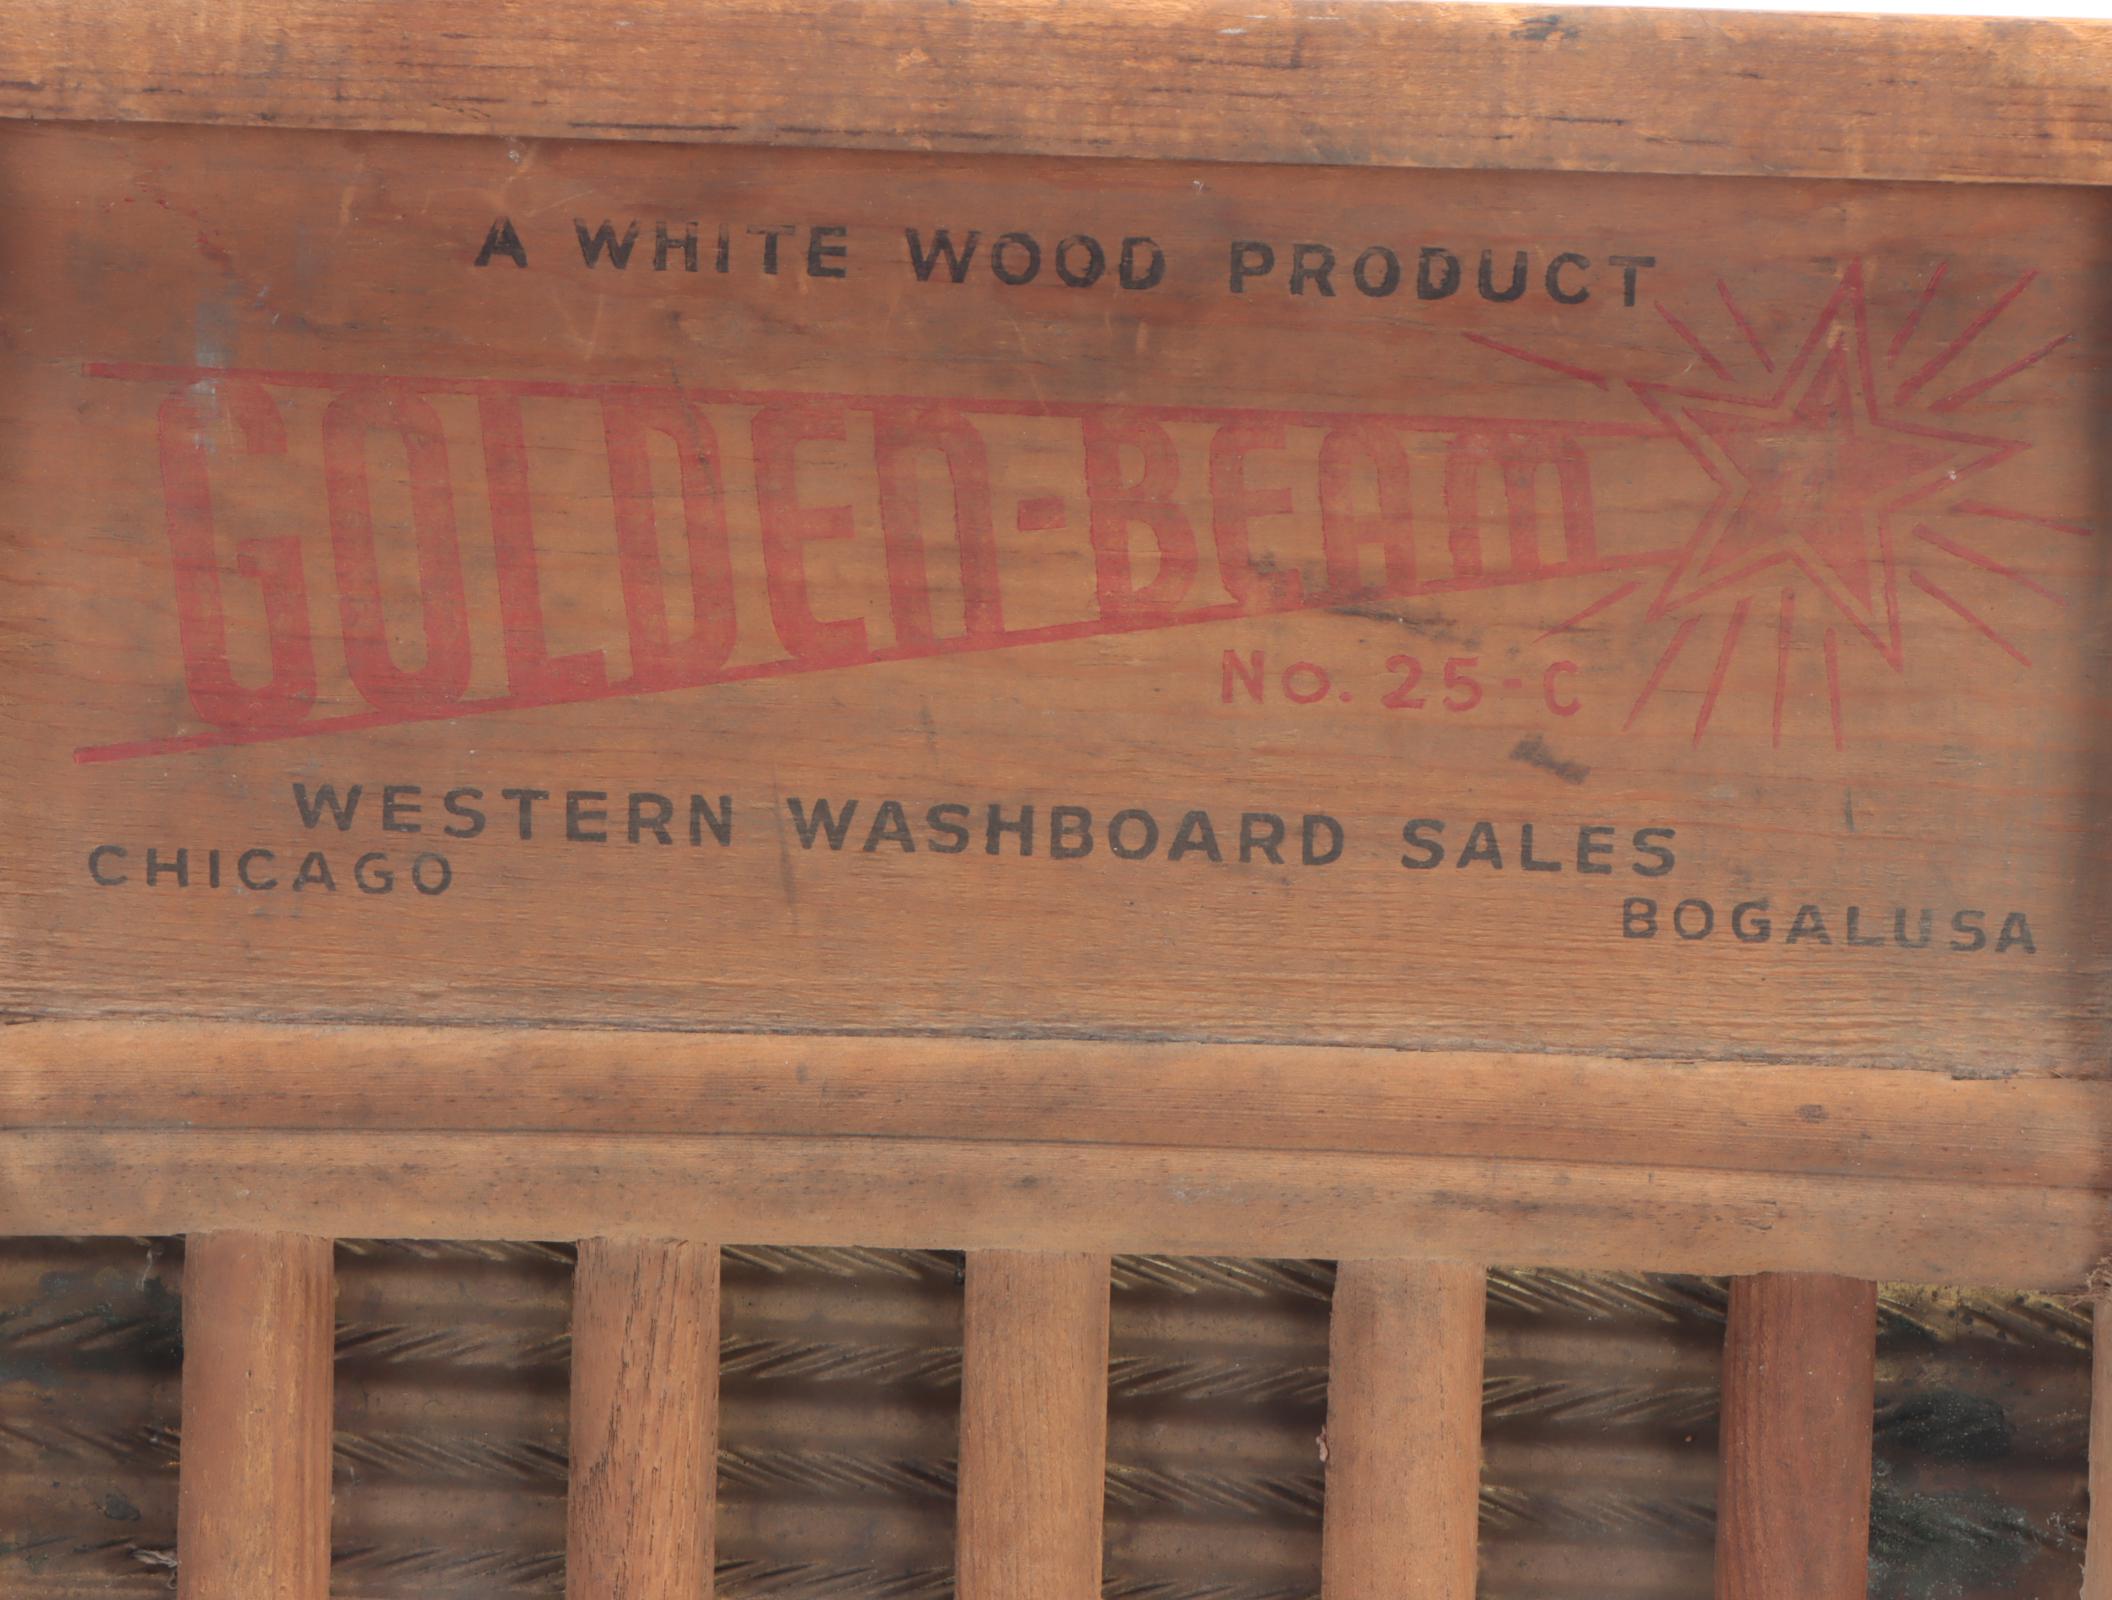 A WHITE WOOD PRODUCT
GOLDEN-BEAM
No. 25-C
WESTERN WASHBOARD SALES
CHICAGO
BOGALUSA